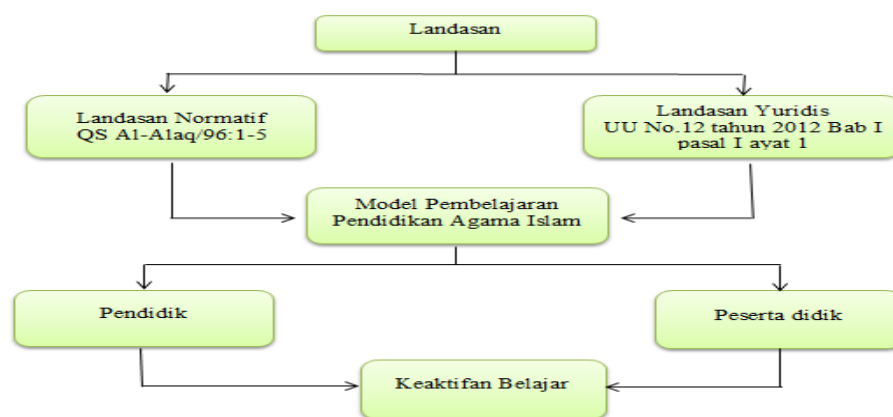 Landasan
Landasan Normatif
QS Al-Alaq/96:1-5
Landasan Yuridis
UU No.12 tahun 2012 Bab I
pasal I ayat 1
Model Pembelajaran
Pendidikan Agama Islam
Pendidik
Peserta didik
Keaktifan Belajar